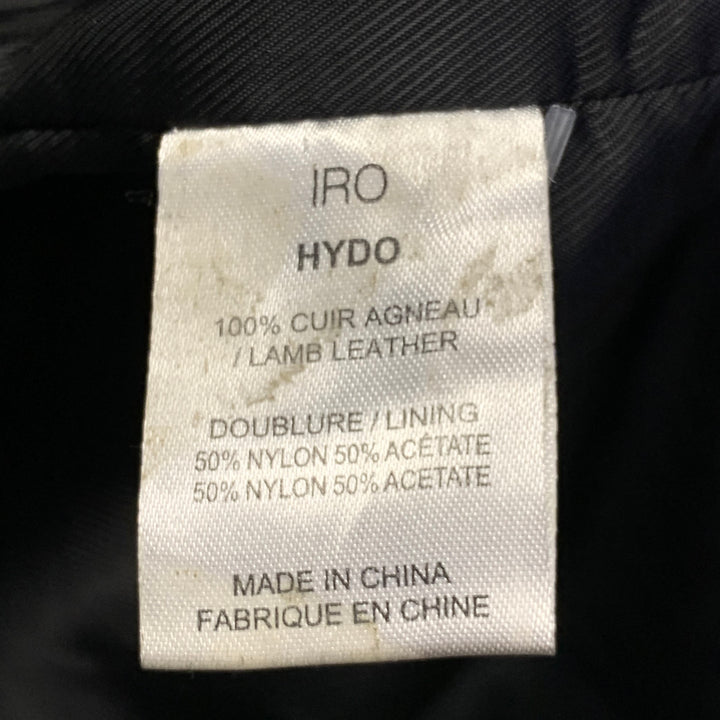 IRO
HYDO
100% CUIR AGNEAU
/ LAMB LEATHER
DOUBLURE / LINING
50% NYLON 50% ACÉTATE
50% NYLON 50% ACETATE
MADE IN CHINA
FABRIQUE EN CHINE